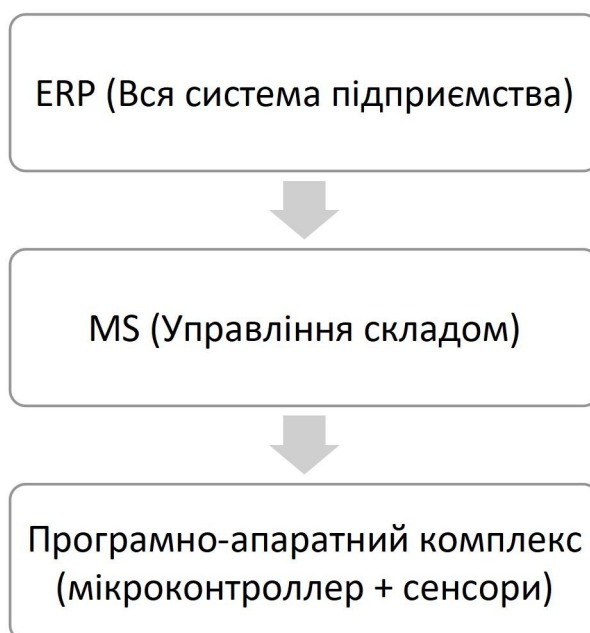 ERP (Вся система підприємства)
MS (Управління складом)
Програмно-апаратний комплекс
(мікроконтроллер + сенсори)